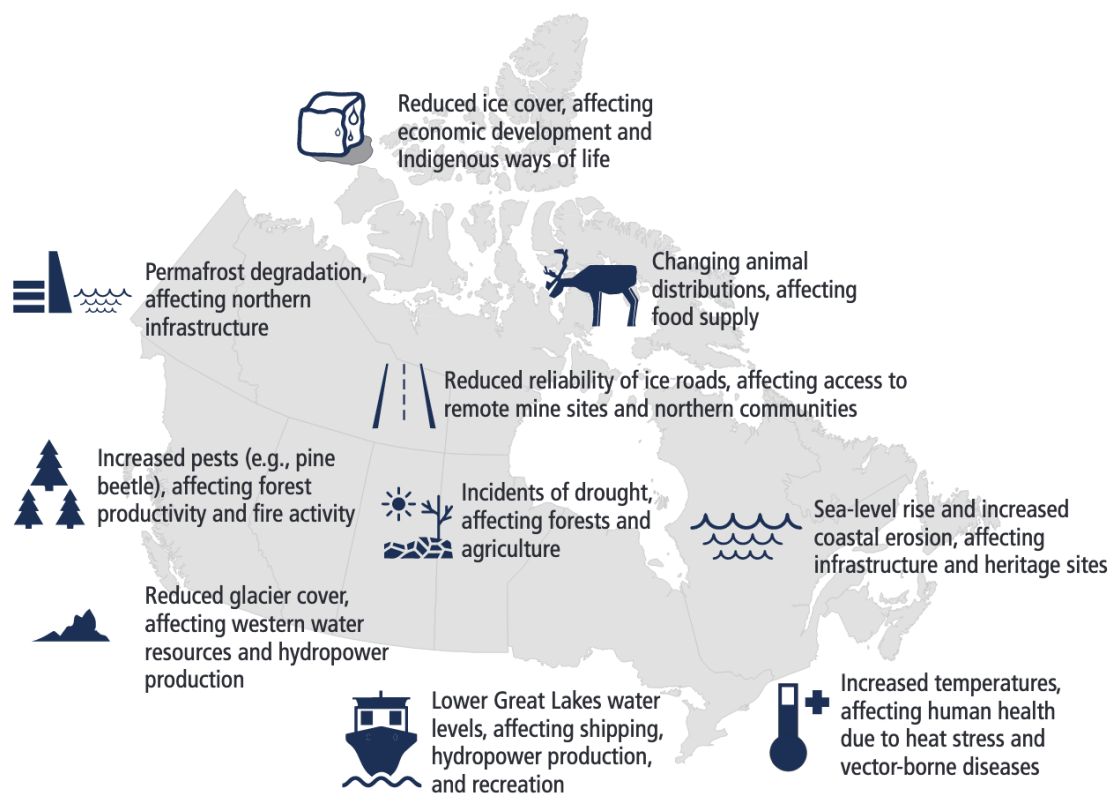 Reduced ice cover, affecting
economic development and
Indigenous ways of life
Permafrost degradation,
affecting northern
infrastructure
Changing animal
distributions, affecting
food supply
Reduced reliability of ice roads, affecting access to
remote mine sites and northern communities
Increased pests (e.g., pine
beetle), affecting forest
productivity and fire activity
Incidents of drought,
affecting forests and
agriculture
Sea-level rise and increased
coastal erosion, affecting
infrastructure and heritage sites
Reduced glacier cover,
affecting western water
resources and hydropower
production
Lower Great Lakes water
levels, affecting shipping,
hydropower production,
and recreation
Increased temperatures,
affecting human health
due to heat stress and
vector-borne diseases